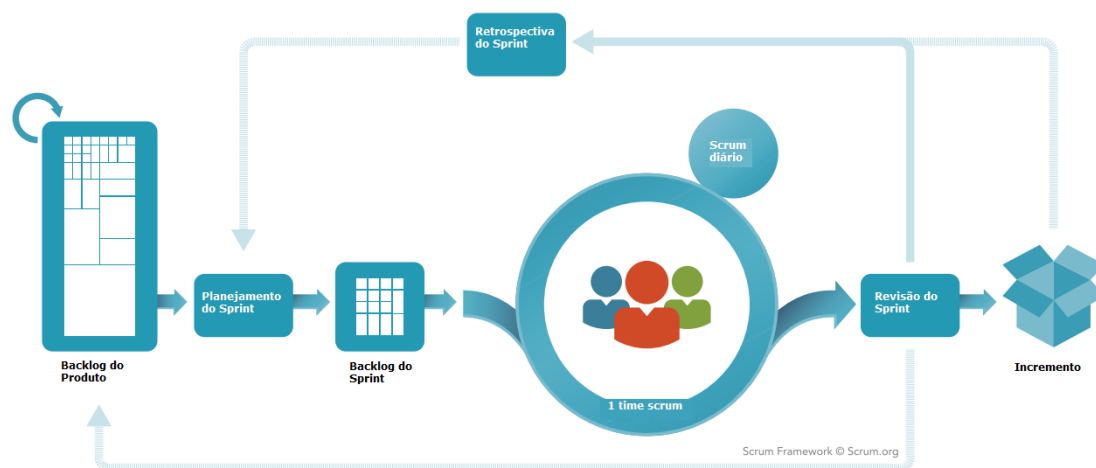 Retrospectiva
do Sprint
Scrum
diário
Planejamento
do Sprint
Revisão do
Sprint
Backlog do
Produto
Backlog do
Sprint
Incremento
1 time scrum
Scrum Framework © Scrum.org